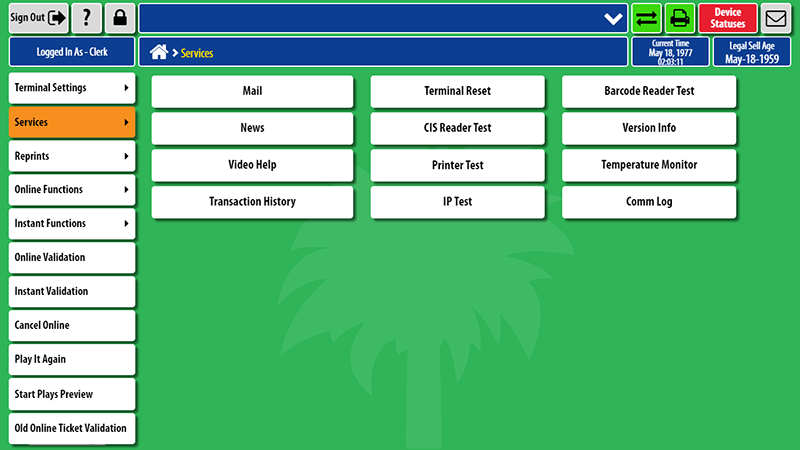 Sign Out
?
Device
Statuses
Logged In As - Clerk
Services
Current Time
May 18, 1977
02:03:11
Legal Sell Age
May-18-1959
Terminal Settings
Services
Reprints
Online Functions
Instant Functions
Online Validation
Instant Validation
Cancel Online
Play It Again
Start Plays Preview
Old Online Ticket Validation
Mail
Terminal Reset
Barcode Reader Test
News
CIS Reader Test
Version Info
Video Help
Printer Test
Temperature Monitor
Transaction History
IP Test
Comm Log